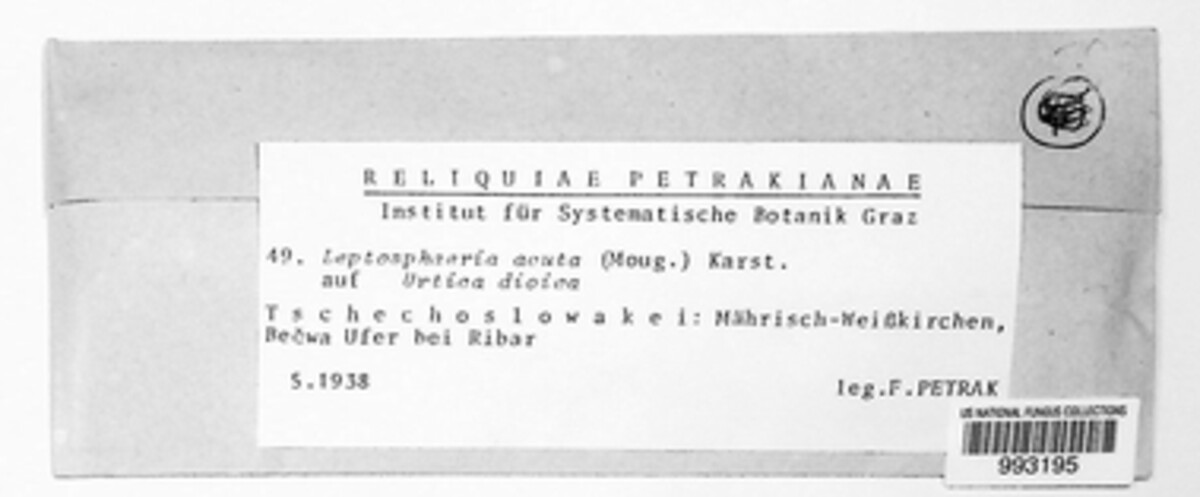 RELIQUIAE PETRAKIANAE
Institut für Systematische Botanik Graz
49. Leptosphaeria acuta (Moug.) Karst.
auf Urtica dioica
Tschechoslowakei: Mährisch-Weißkirchen,
Bečwa Ufer bei Ribar
5.1938
leg.F.PETRAK
US NATIONAL FUNGUS COLLECTIONS
993195